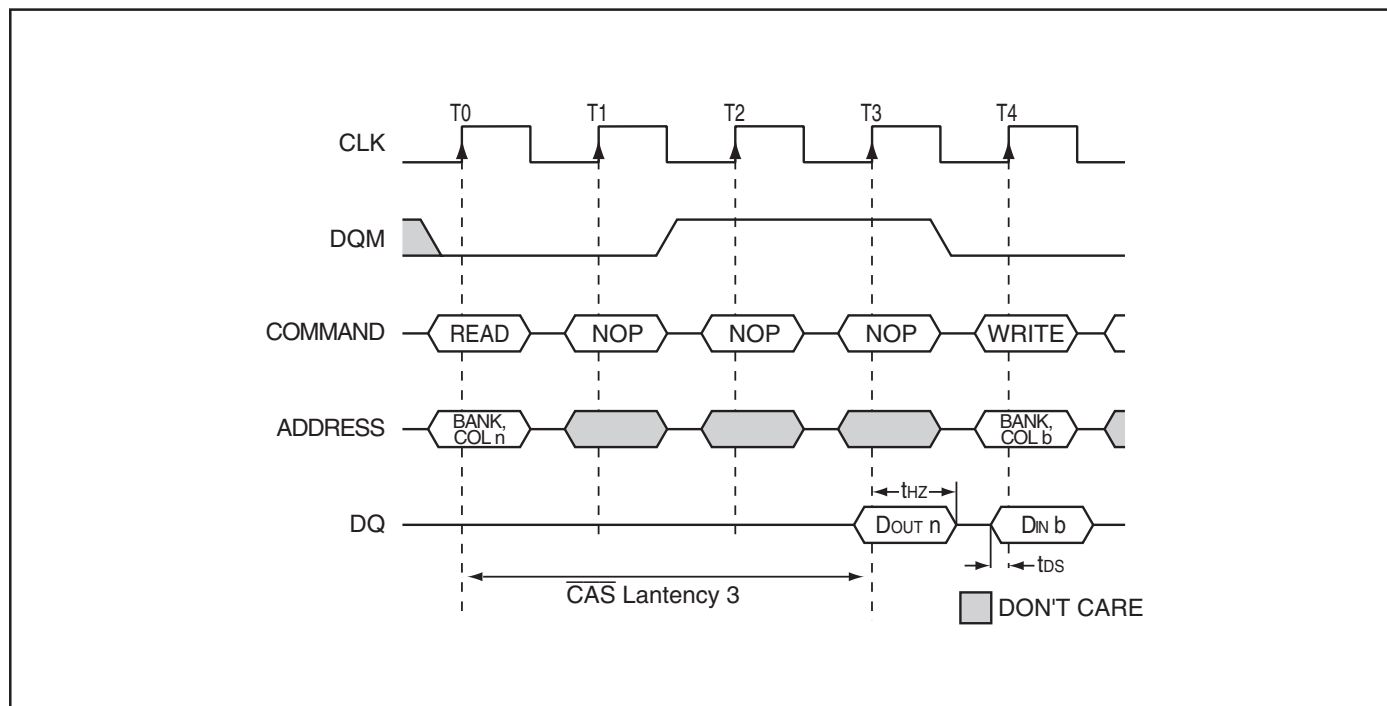 T0 T1 T2 T3 T4
CLK
DQM
COMMAND READ NOP NOP NOP WRITE
ADDRESS BANK, COL n BANK, COL b
tHZ
DQ DOUT n DIN b
tDS
CAS Lantency 3
DON'T CARE